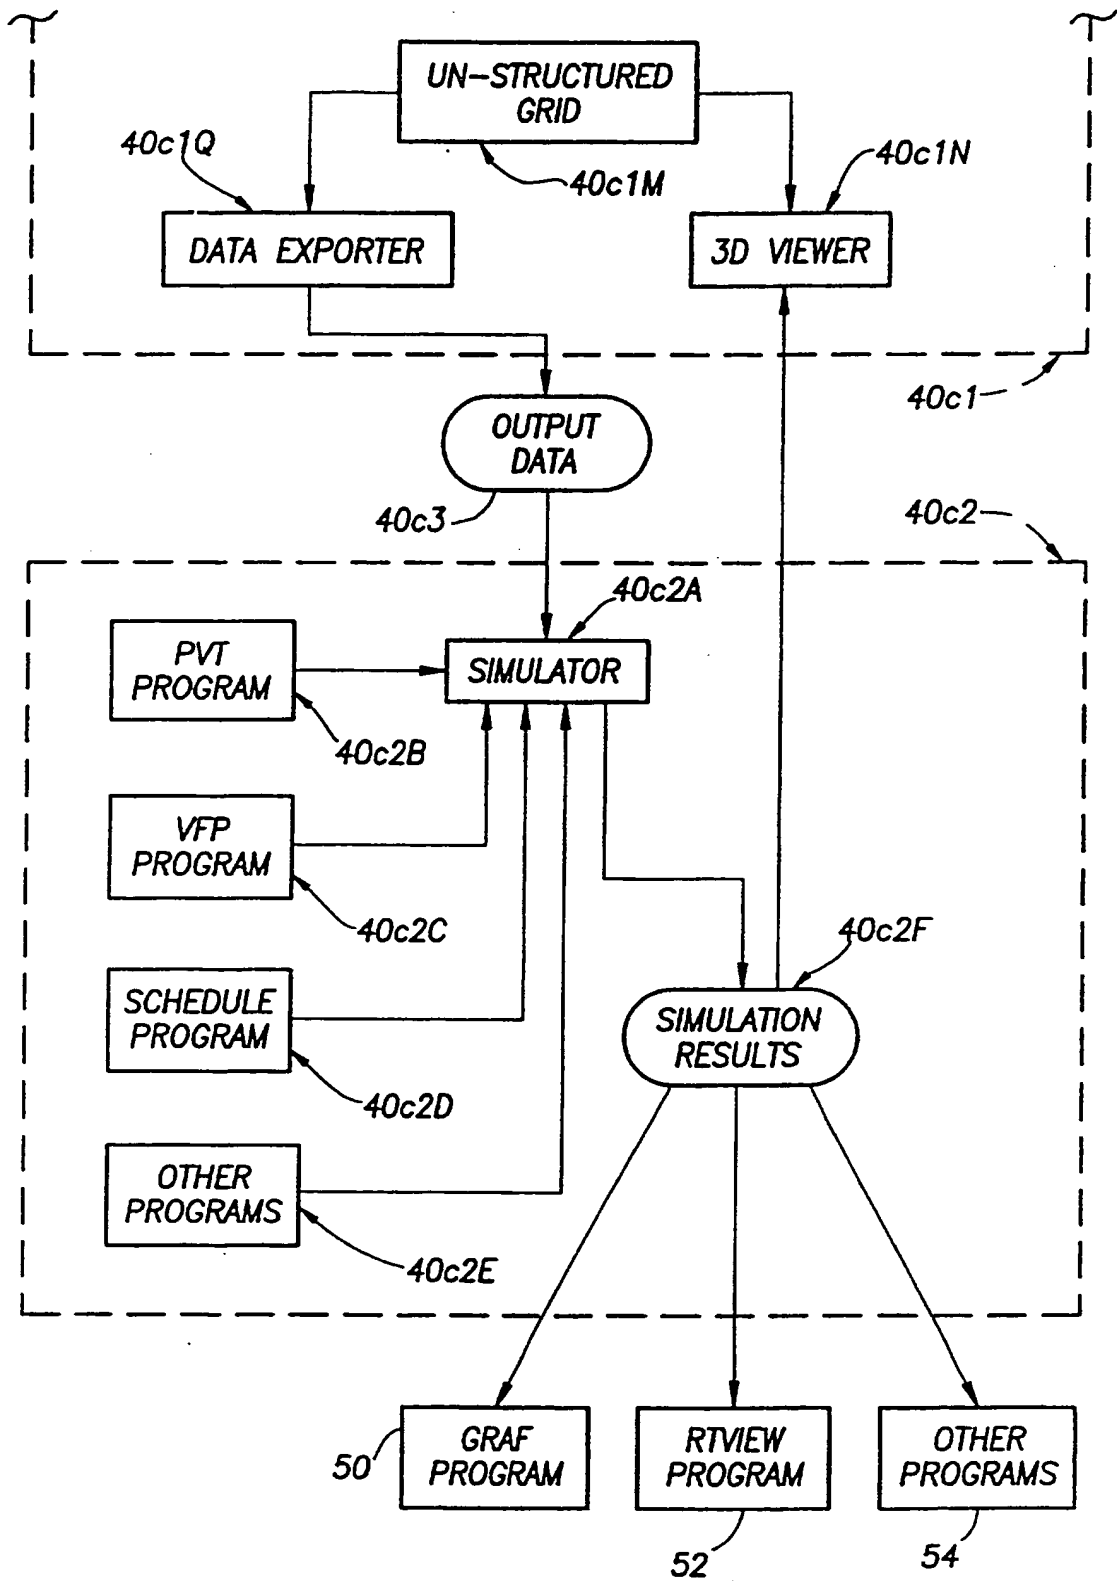 UN-STRUCTURED
GRID
40c1Q
40c1M
40c1N
DATA EXPORTER
3D VIEWER
40c1
OUTPUT
DATA
40c3
40c2
40c2A
PVT
PROGRAM
SIMULATOR
40c2B
VFP
PROGRAM
40c2C
40c2F
SCHEDULE
PROGRAM
SIMULATION
RESULTS
40c2D
OTHER
PROGRAMS
40c2E
GRAF
PROGRAM
50
RTVIEW
PROGRAM
52
OTHER
PROGRAMS
54